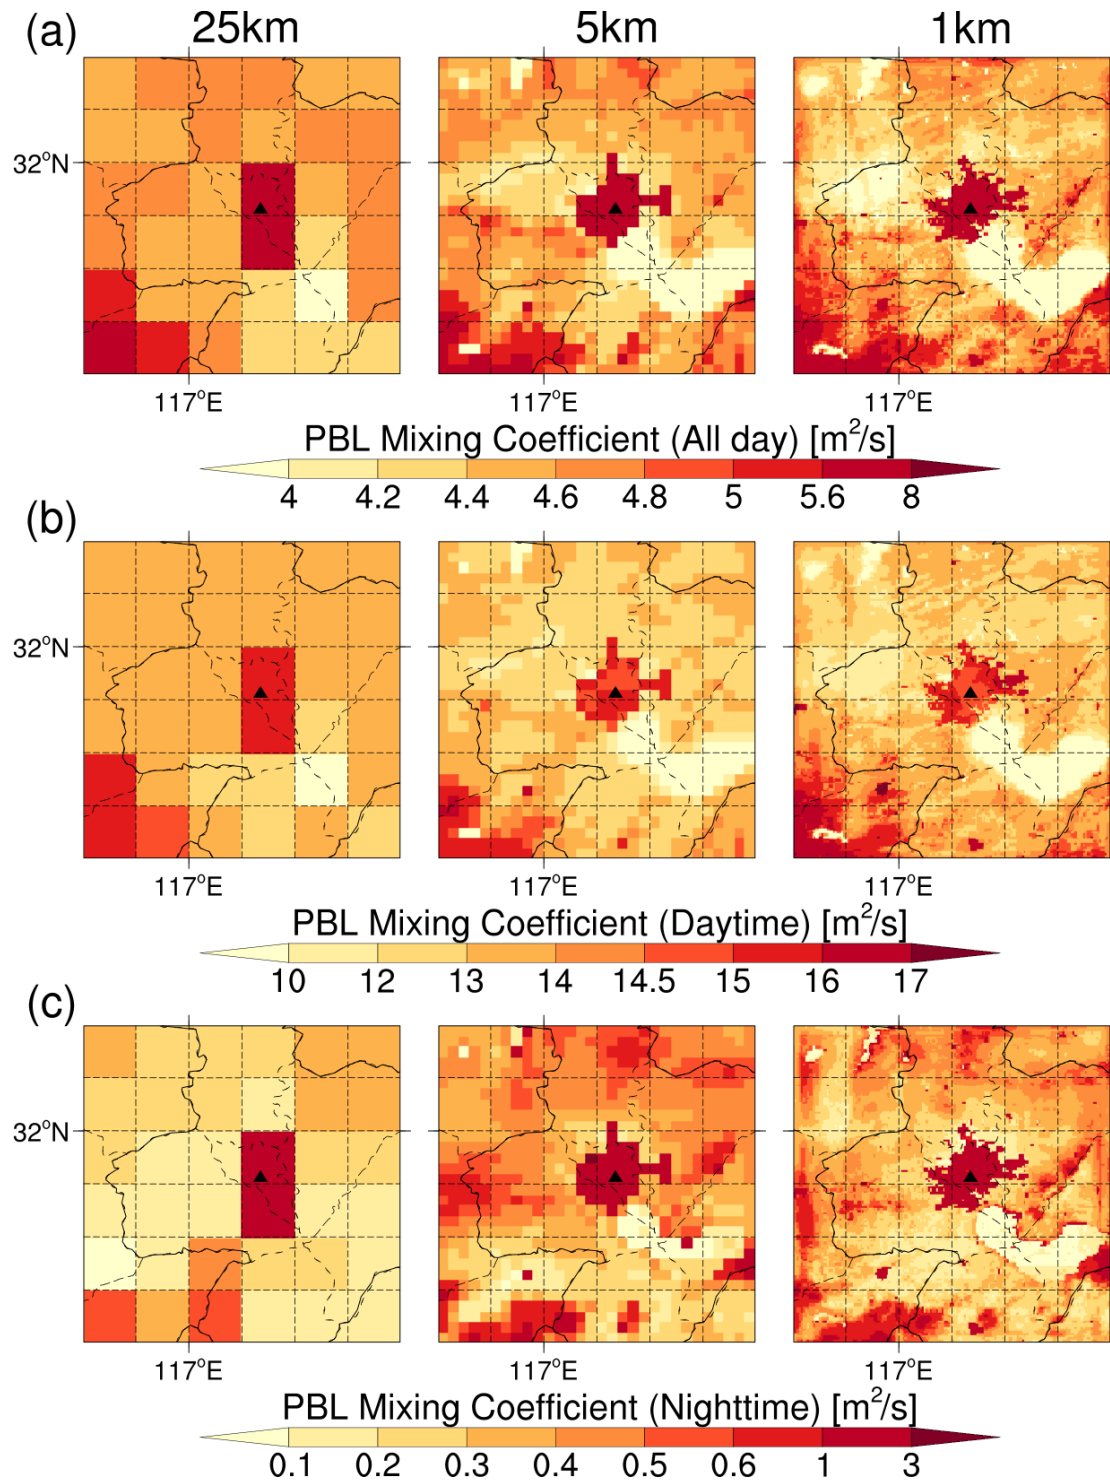 (a) 25km 5km 1km
32°N
117°E 117°E 117°E
PBL Mixing Coefficient (All day) [m²/s]
4 4.2 4.4 4.6 4.8 5 5.6 8
(b)
32°N
117°E 117°E 117°E
PBL Mixing Coefficient (Daytime) [m²/s]
10 12 13 14 14.5 15 16 17
(c)
32°N
117°E 117°E 117°E
PBL Mixing Coefficient (Nighttime) [m²/s]
0.1 0.2 0.3 0.4 0.5 0.6 1 3